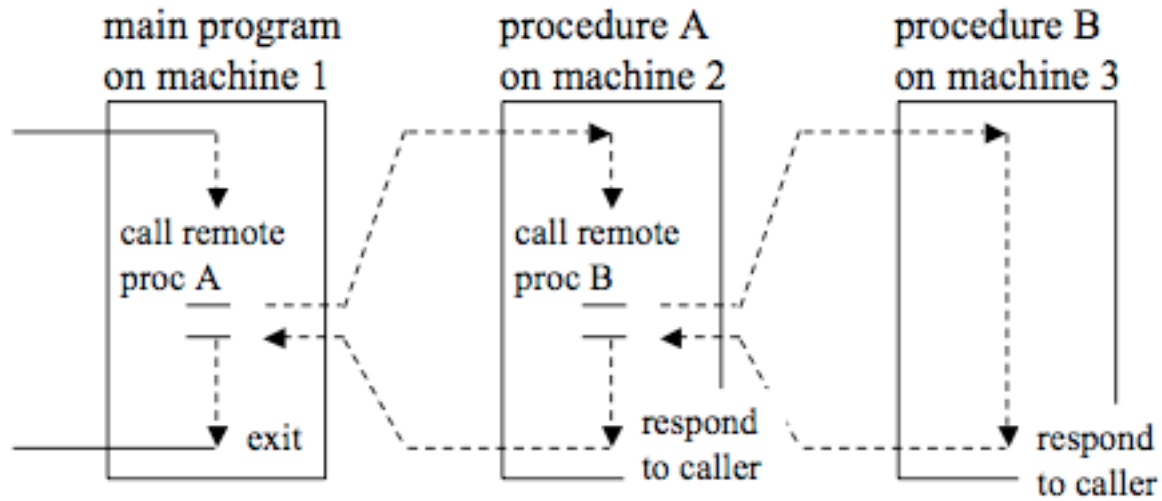 main program
on machine 1
procedure A
on machine 2
procedure B
on machine 3
call remote
proc A
call remote
proc B
exit
respond
to caller
respond
to caller